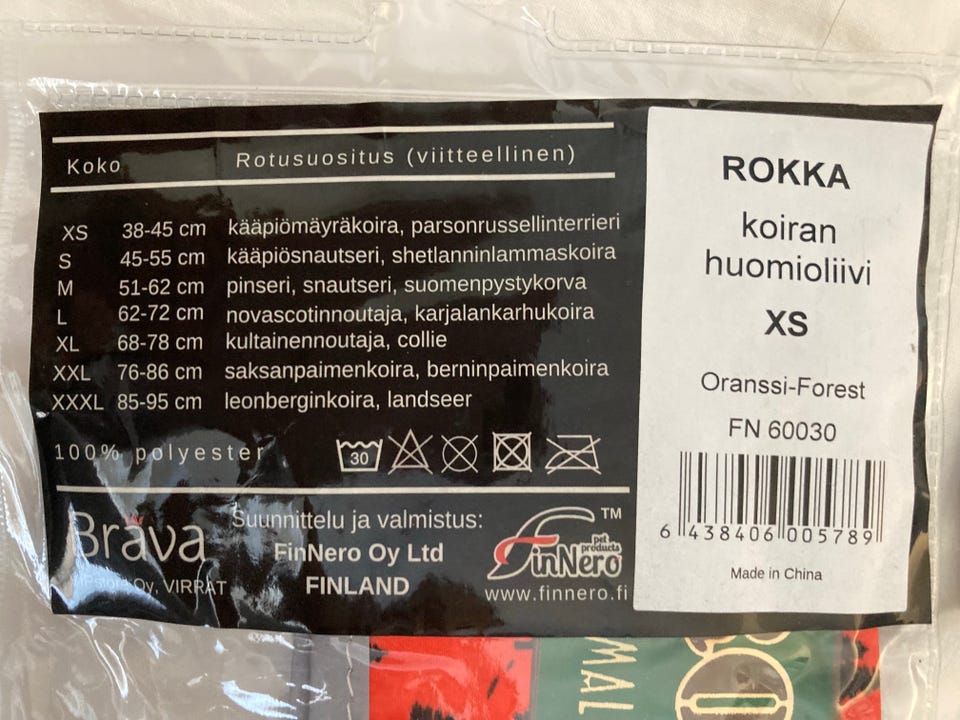 Koko Rotusuositus (viitteellinen)
XS 38-45 cm kääpiömäyräkoira, parsonrussellinterrieri
S 45-55 cm kääpiösnautseri, shetlanninlammaskoira
M 51-62 cm pinseri, snautseri, suomenpystykorva
L 62-72 cm novascotinnoutaja, karjalankarhukoira
XL 68-78 cm kultainennoutaja, collie
XXL 76-86 cm saksanpaimenkoira, berninpaimenkoira
XXXL 85-95 cm leonberginkoira, landseer
100% polyester
30
Bräva
Oy, VIRRAT
Suunnittelu ja valmistus:
FinNero Oy Ltd
FINLAND
FinNero TM
pet
products
www.finnero.fi
ROKKA
koiran
huomioliivi
XS
Oranssi-Forest
FN 60030
6 438406 005789
Made in China
MAL